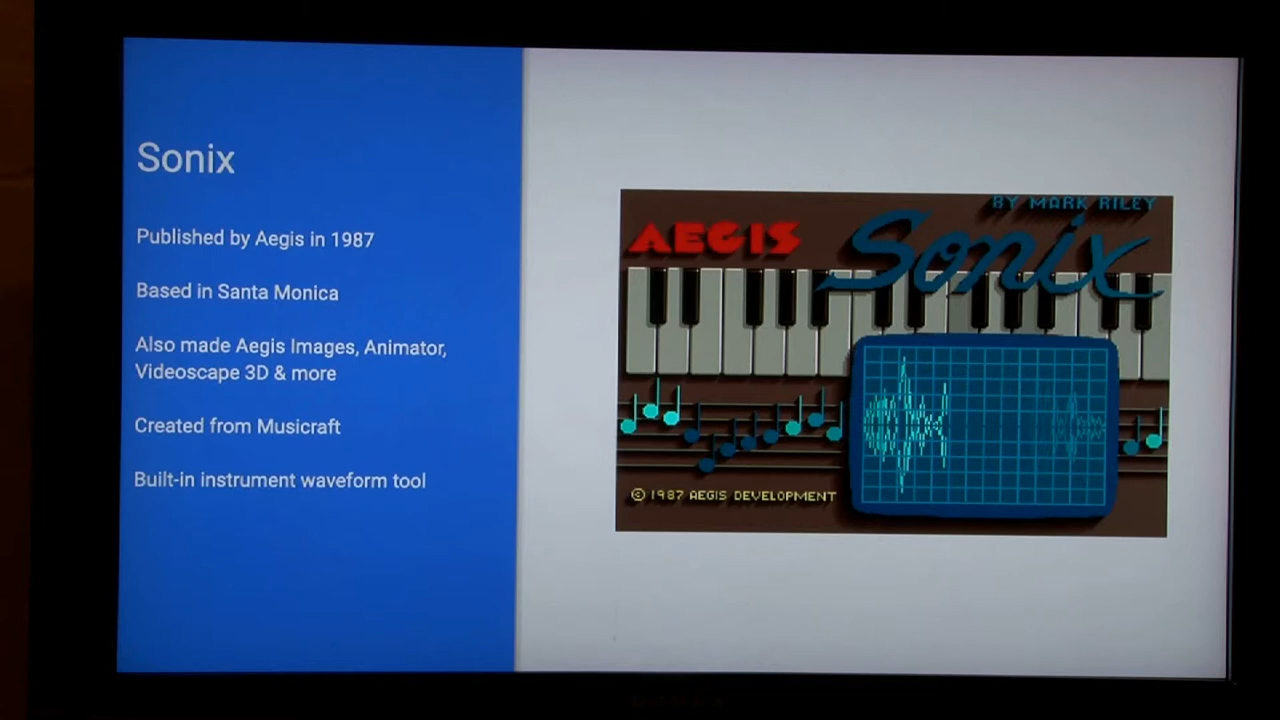 Sonix
Published by Aegis in 1987
Based in Santa Monica
Also made Aegis Images, Animator,
Videoscape 3D & more
Created from Musicraft
Built-in instrument waveform tool
BY MARK RILEY
AEGIS
Sonix
© 1987 AEGIS DEVELOPMENT